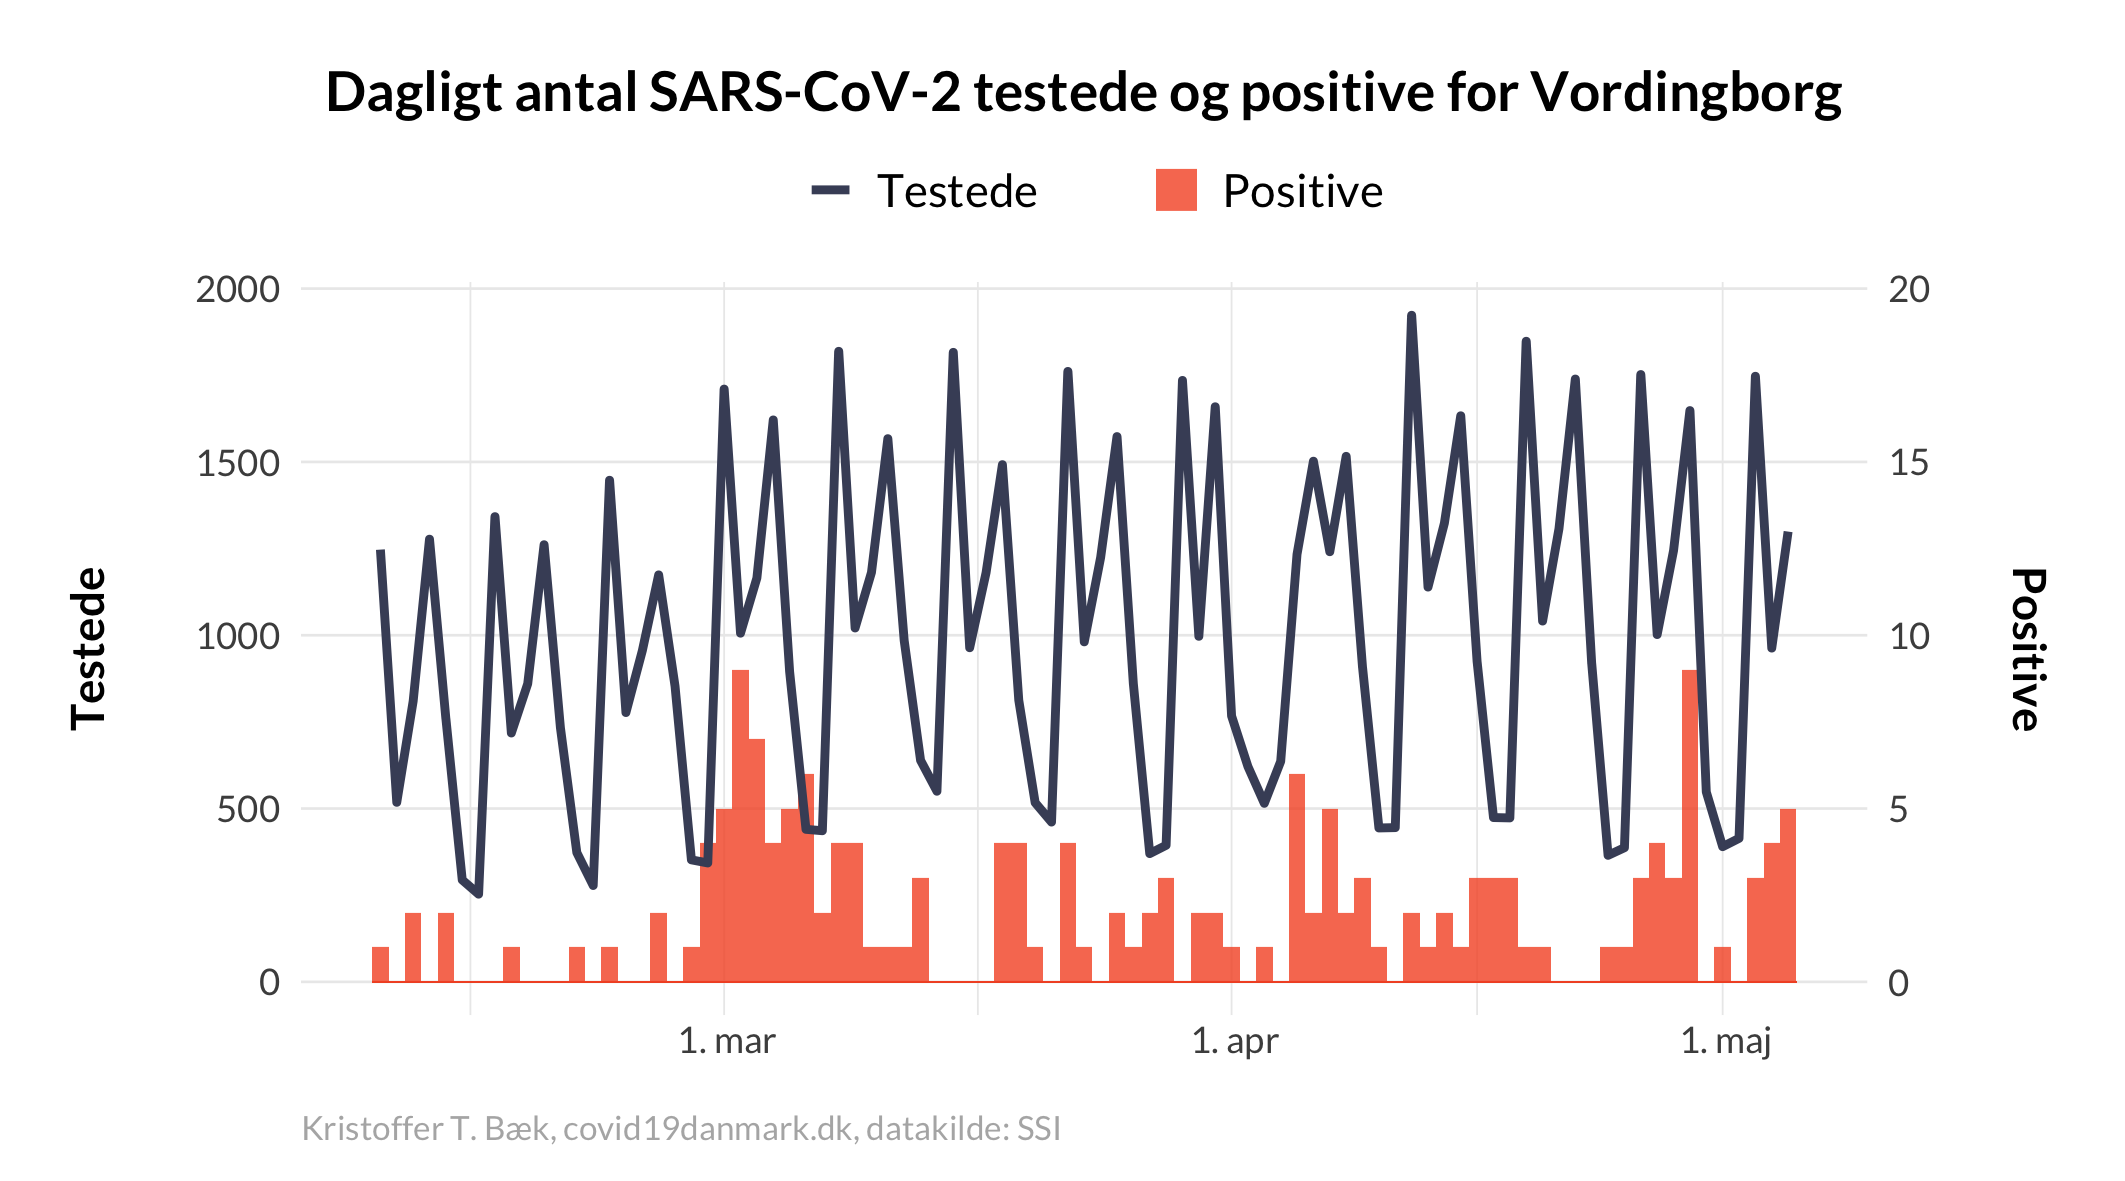 Dagligt antal SARS-CoV-2 testede og positive for Vordingborg
Testede Positive
2000 20
1500 15
1000 10
500 5
0 0
Testede
Positive
1. mar 1. apr 1. maj
Kristoffer T. Bæk, covid19danmark.dk, datakilde: SSI